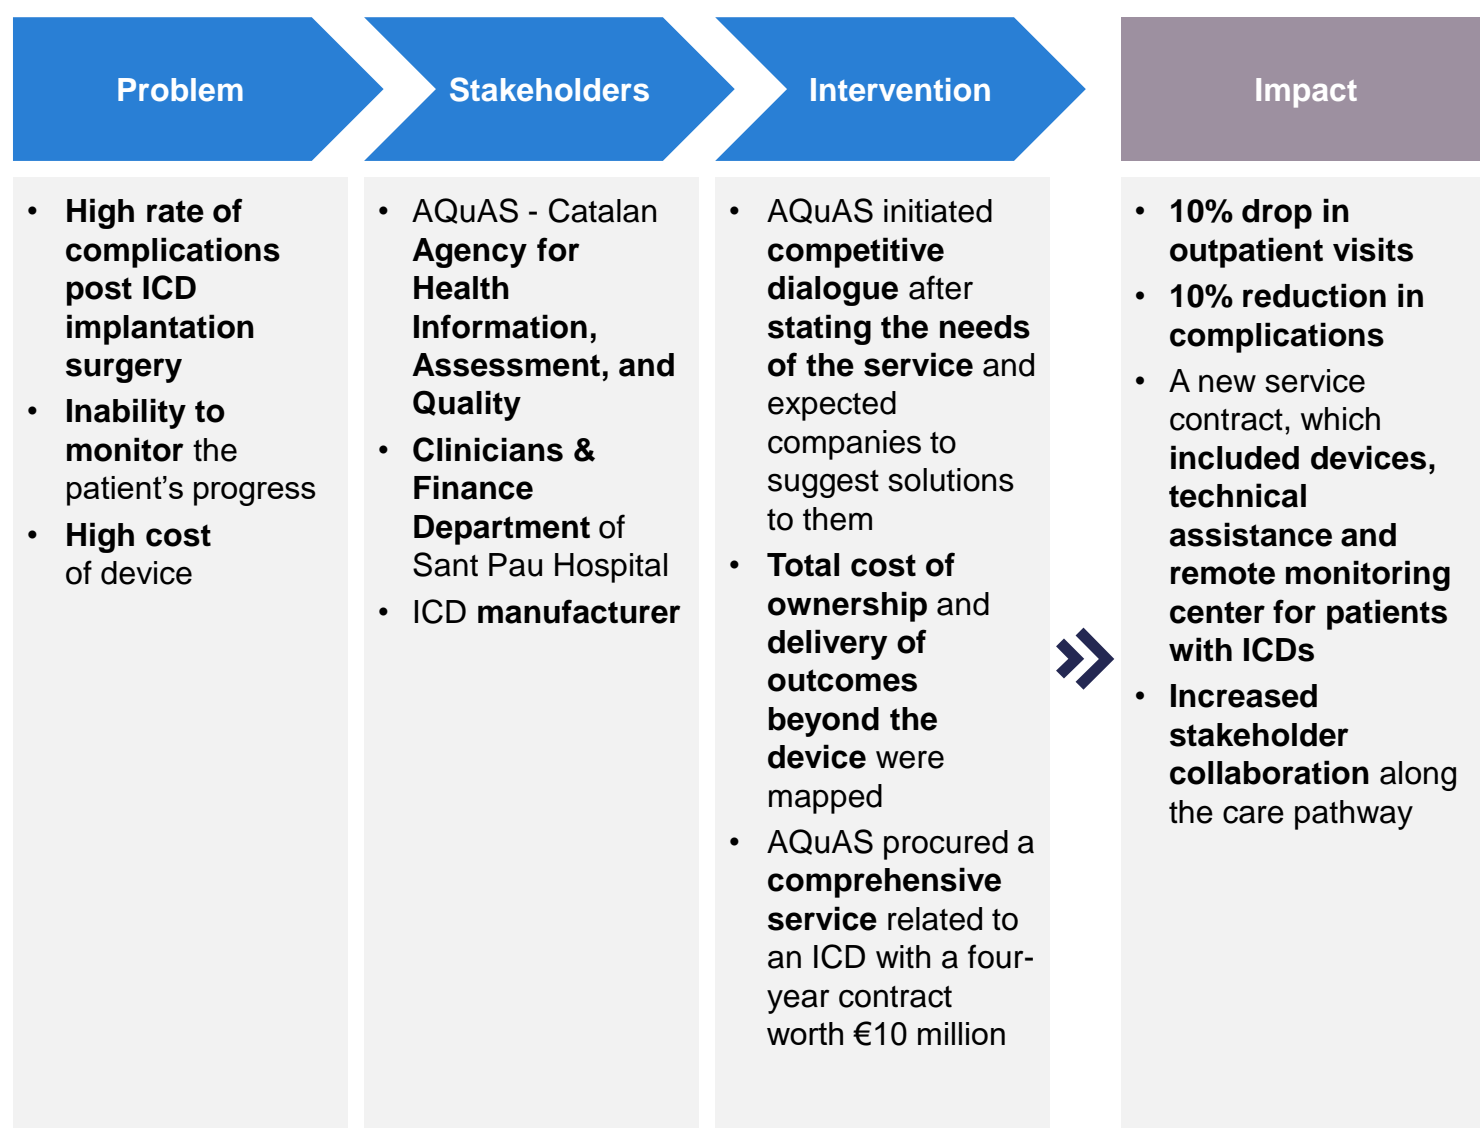 Problem
Stakeholders
Intervention
Impact
• High rate of
complications
post ICD
implantation
surgery
• Inability to
monitor the
patient’s progress
• High cost
of device
• AQuAS - Catalan
Agency for
Health
Information,
Assessment, and
Quality
• Clinicians &
Finance
Department of
Sant Pau Hospital
• ICD manufacturer
• AQuAS initiated
competitive
dialogue after
stating the needs
of the service and
expected
companies to
suggest solutions
to them
• Total cost of
ownership and
delivery of
outcomes
beyond the
device were
mapped
• AQuAS procured a
comprehensive
service related to
an ICD with a four-
year contract
worth €10 million
• 10% drop in
outpatient visits
• 10% reduction in
complications
• A new service
contract, which
included devices,
technical
assistance and
remote monitoring
center for patients
with ICDs
• Increased
stakeholder
collaboration along
the care pathway